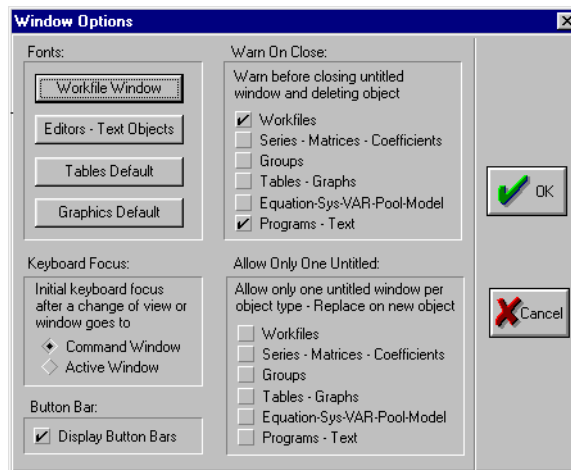 Window Options
Fonts:
Workfile Window
Editors - Text Objects
Tables Default
Graphics Default
Warn On Close:
Warn before closing untitled
window and deleting object
Workfiles
Series - Matrices - Coefficients
Groups
Tables - Graphs
Equation-Sys-VAR-Pool-Model
Programs - Text
Keyboard Focus:
Initial keyboard focus
after a change of view or
window goes to
Command Window
Active Window
Button Bar:
Display Button Bars
Allow Only One Untitled:
Allow only one untitled window per
object type - Replace on new object
Workfiles
Series - Matrices - Coefficients
Groups
Tables - Graphs
Equation-Sys-VAR-Pool-Model
Programs - Text
OK
Cancel